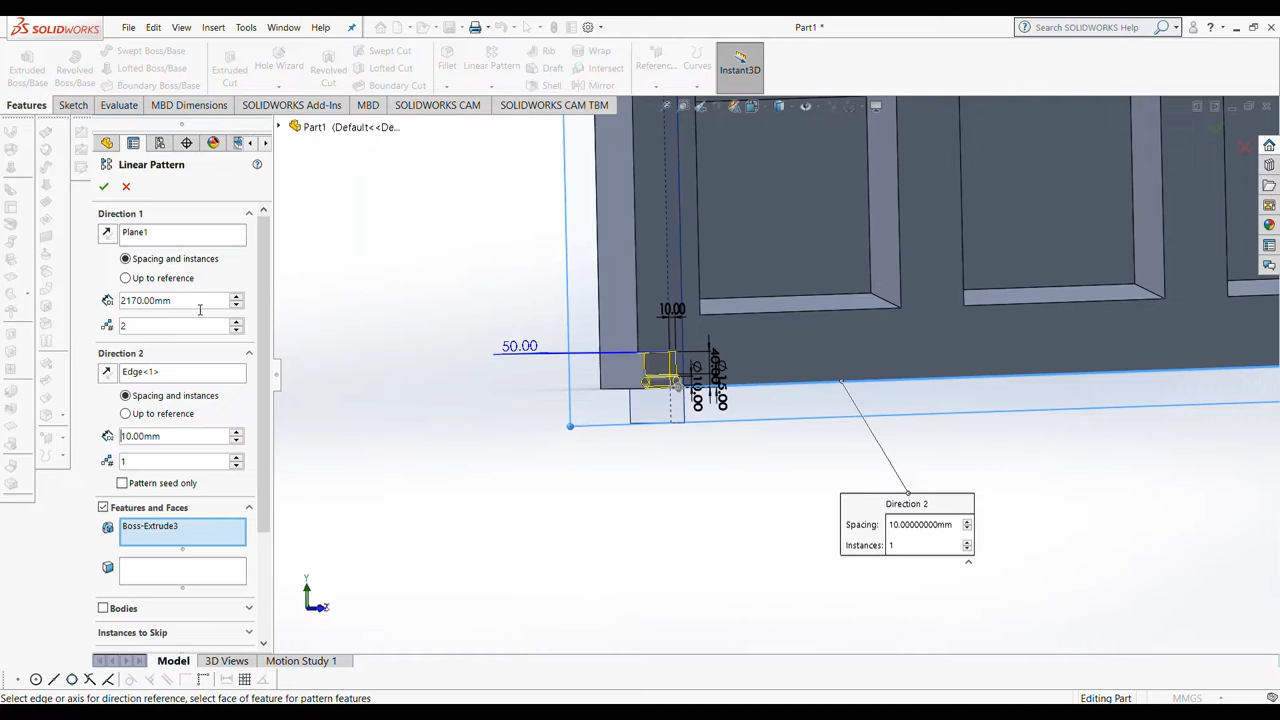 SOLIDWORKS File Edit View Insert Tools Window Help Part1 * Search SOLIDWORKS Help
Extruded Boss/Base
Revolved Boss/Base
Swept Boss/Base
Lofted Boss/Base
Boundary Boss/Base
Extruded Cut
Hole Wizard
Revolved Cut
Swept Cut
Lofted Cut
Boundary Cut
Fillet
Linear Pattern
Rib
Draft
Shell
Wrap
Intersect
Mirror
Referenc...
Curves
Instant3D
Features Sketch Evaluate MBD Dimensions SOLIDWORKS Add-Ins MBD SOLIDWORKS CAM SOLIDWORKS CAM TBM
Part1 (Default<<De...
Linear Pattern
Direction 1
Plane1
Spacing and instances
Up to reference
2170.00mm
2
Direction 2
Edge<1>
Spacing and instances
Up to reference
10.00mm
1
Pattern seed only
Features and Faces
Boss-Extrude3
Bodies
Instances to Skip
10.00
50.00
Direction 2
Spacing: 10.00000000mm
Instances: 1
Y
Model 3D Views Motion Study 1
Select edge or axis for direction reference, select face of feature for pattern features
Editing Part
MMGS